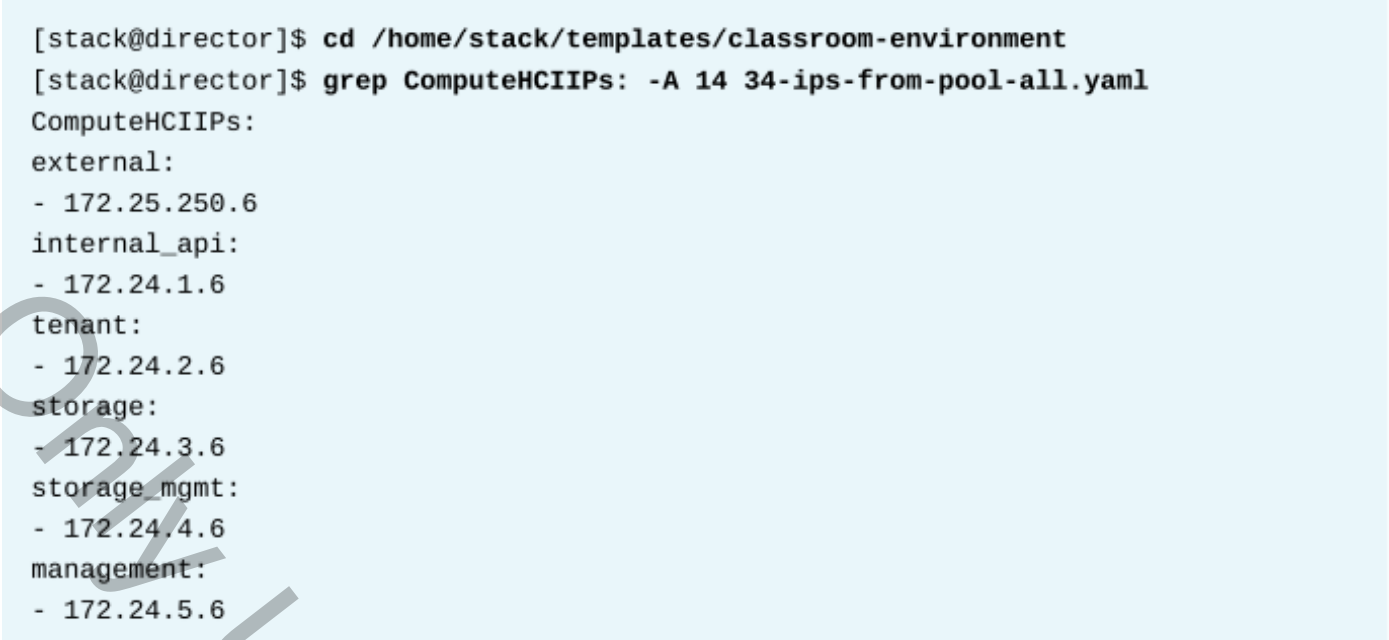 [stack@director]$ cd /home/stack/templates/classroom-environment
[stack@director]$ grep ComputeHCIIPs: -A 14 34-ips-from-pool-all.yaml
ComputeHCIIPs:
external:
- 172.25.250.6
internal_api:
- 172.24.1.6
tenant:
- 172.24.2.6
storage:
- 172.24.3.6
storage_mgmt:
- 172.24.4.6
management:
- 172.24.5.6
Only